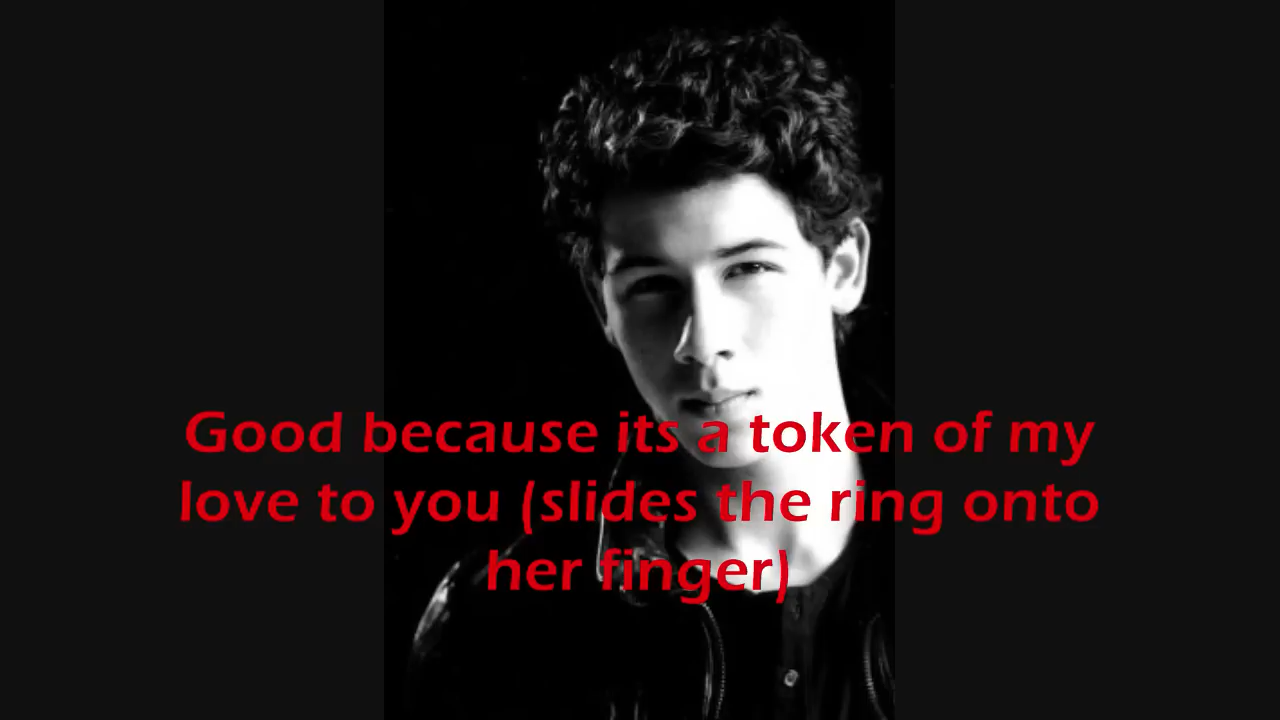 Good because its a token of my
love to you (slides the ring onto
her finger)